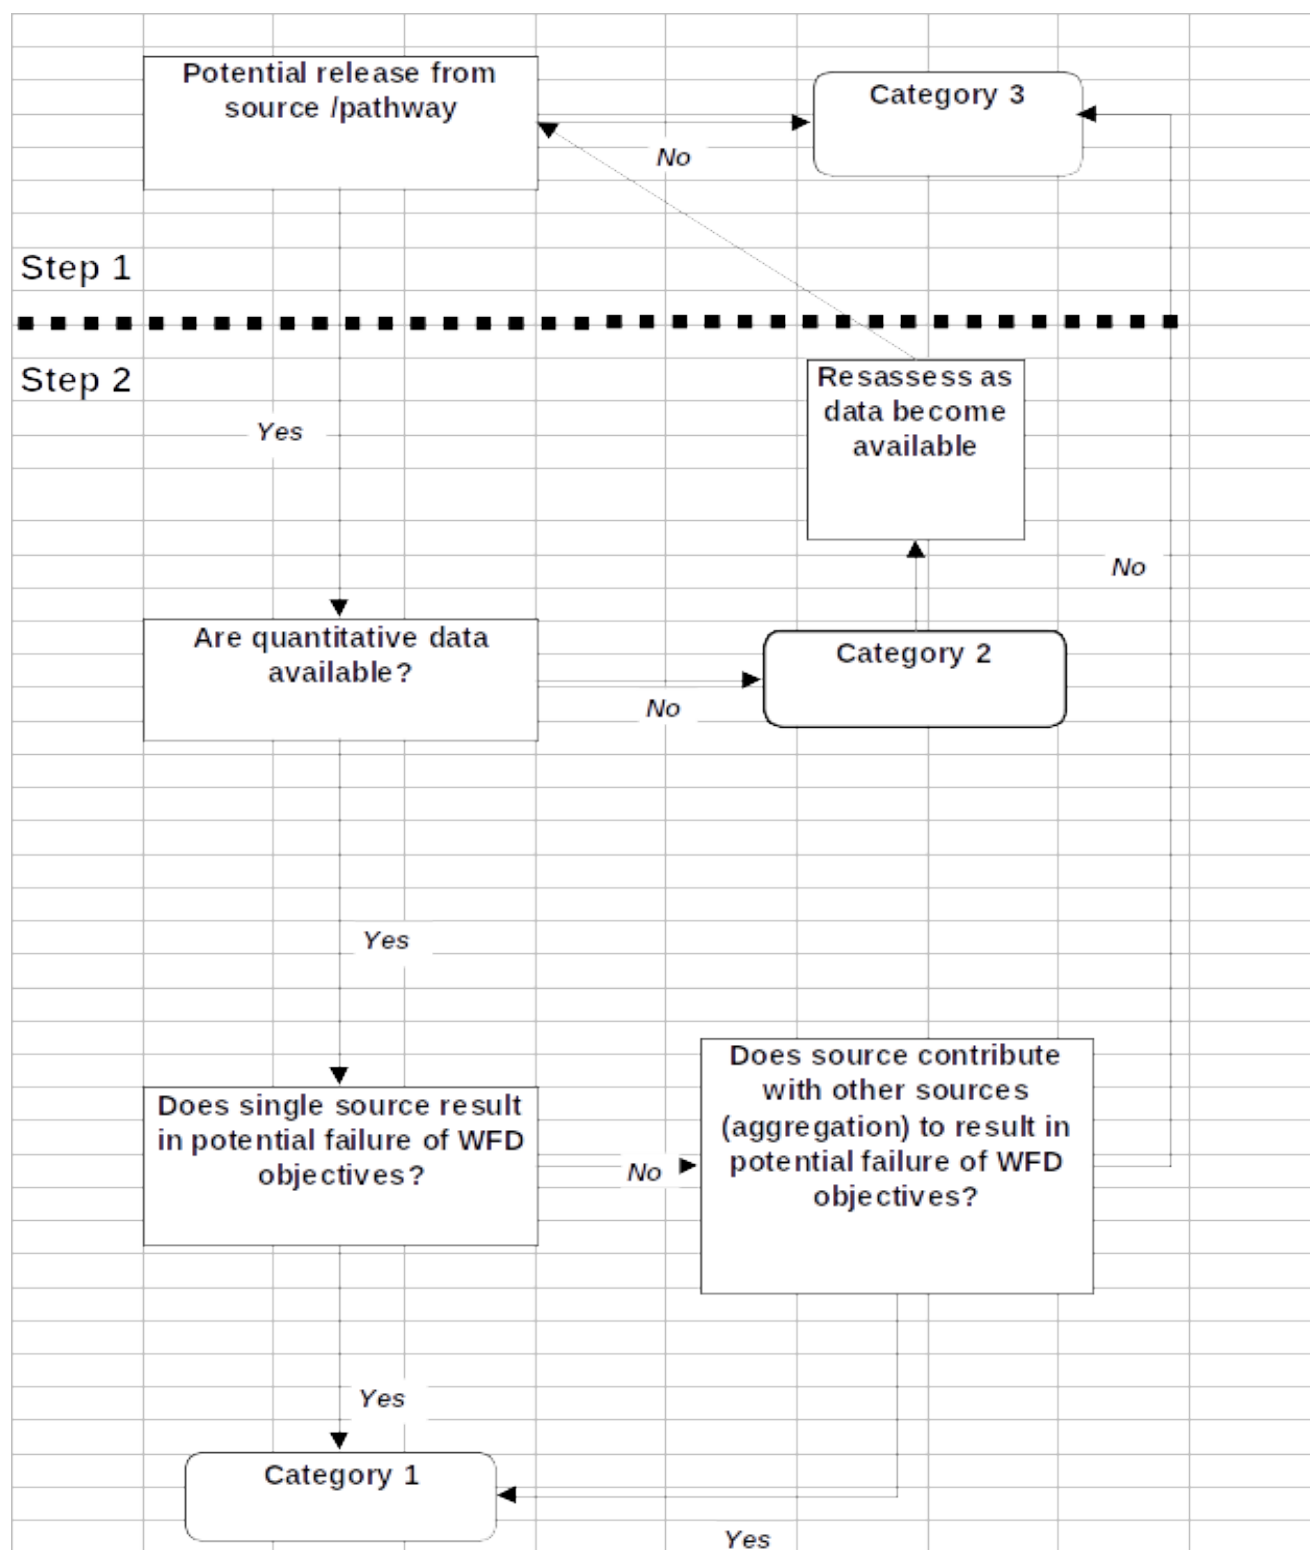 Potential release from
source /pathway
Category 3
No
Step 1
Step 2
Resassess as
data become
available
Yes
No
Are quantitative data
available?
Category 2
No
Yes
Does single source result
in potential failure of WFD
objectives?
No
Does source contribute
with other sources
(aggregation) to result in
potential failure of WFD
objectives?
Yes
Category 1
Yes